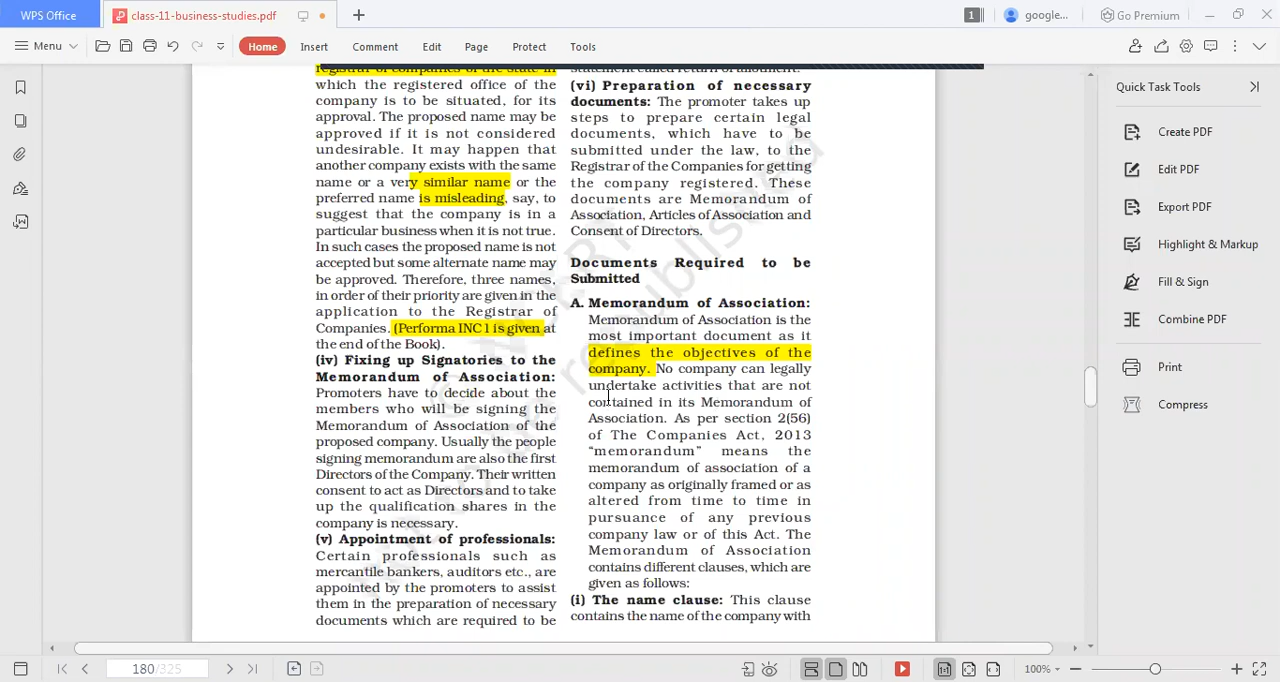 WPS Office
class-11-business-studies.pdf
1
google...
Go Premium
Menu
Home
Insert
Comment
Edit
Page
Protect
Tools
registrar of companies of the state in
which the registered office of the
company is to be situated, for its
approval. The proposed name may be
approved if it is not considered
undesirable. It may happen that
another company exists with the same
name or a very similar name or the
preferred name is misleading, say, to
suggest that the company is in a
particular business when it is not true.
In such cases the proposed name is not
accepted but some alternate name may
be approved. Therefore, three names,
in order of their priority are given in the
application to the Registrar of
Companies. (Performa INC1 is given at
the end of the Book).
(iv) Fixing up Signatories to the
Memorandum of Association:
Promoters have to decide about the
members who will be signing the
Memorandum of Association of the
proposed company. Usually the people
signing memorandum are also the first
Directors of the Company. Their written
consent to act as Directors and to take
up the qualification shares in the
company is necessary.
(v) Appointment of professionals:
Certain professionals such as
mercantile bankers, auditors etc., are
appointed by the promoters to assist
them in the preparation of necessary
documents which are required to be
statement called return of allotment.
(vi) Preparation of necessary
documents: The promoter takes up
steps to prepare certain legal
documents, which have to be
submitted under the law, to the
Registrar of the Companies for getting
the company registered. These
documents are Memorandum of
Association, Articles of Association and
Consent of Directors.
Documents Required to be
Submitted
A. Memorandum of Association:
Memorandum of Association is the
most important document as it
defines the objectives of the
company. No company can legally
undertake activities that are not
contained in its Memorandum of
Association. As per section 2(56)
of The Companies Act, 2013
“memorandum” means the
memorandum of association of a
company as originally framed or as
altered from time to time in
pursuance of any previous
company law or of this Act. The
Memorandum of Association
contains different clauses, which are
given as follows:
(i) The name clause: This clause
contains the name of the company with
Quick Task Tools
Create PDF
Edit PDF
Export PDF
Highlight & Markup
Fill & Sign
Combine PDF
Print
Compress
180/325
100%